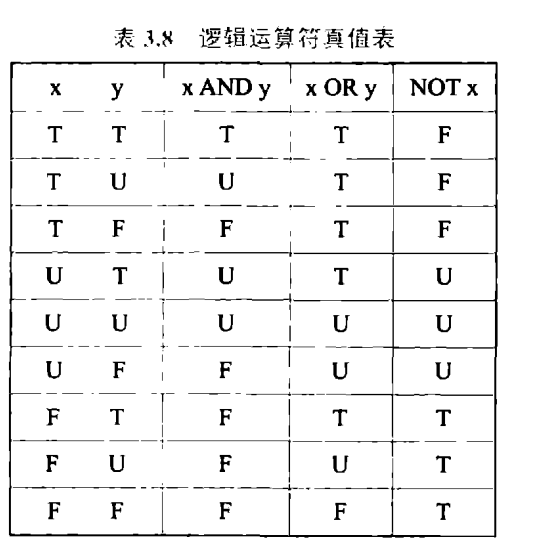 表 3.8 逻辑运算符真值表
x y x AND y x OR y NOT x
T T T T F
T U U T F
T F F T F
U T U T U
U U U U U
U F F U U
F T F T T
F U F U T
F F F F T